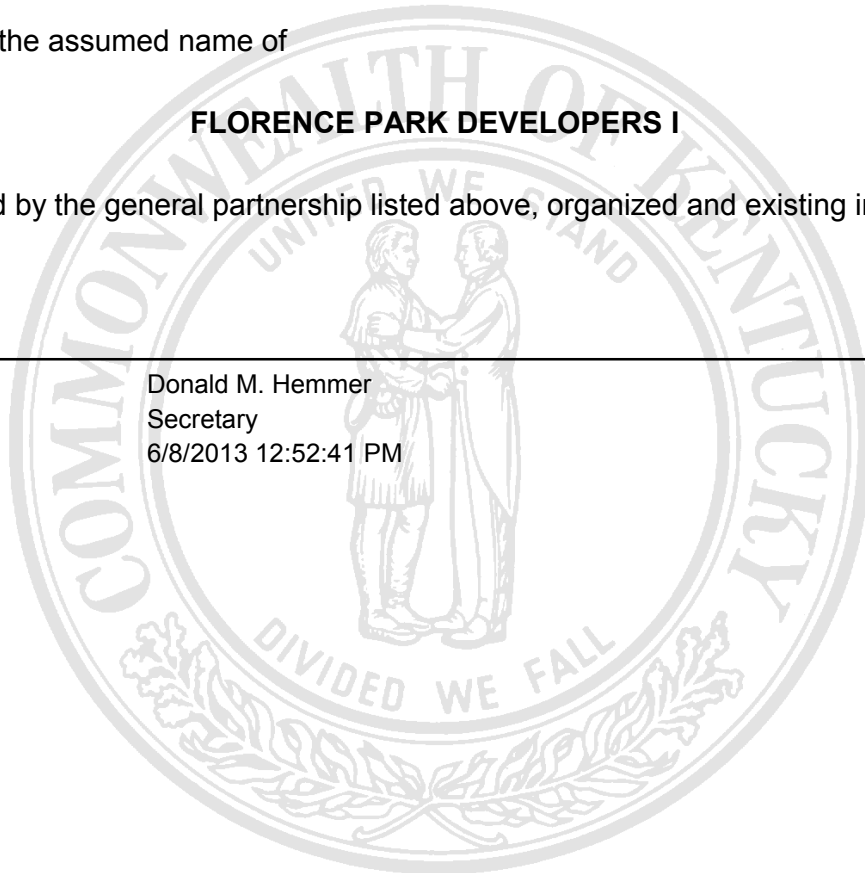 the assumed name of
FLORENCE PARK DEVELOPERS I
by the general partnership listed above, organized and existing
Donald M. Hemmer
Secretary
6/8/2013 12:52:41 PM
COMMONWEALTH OF KENTUCKY
UNITED WE STAND
DIVIDED WE FALL